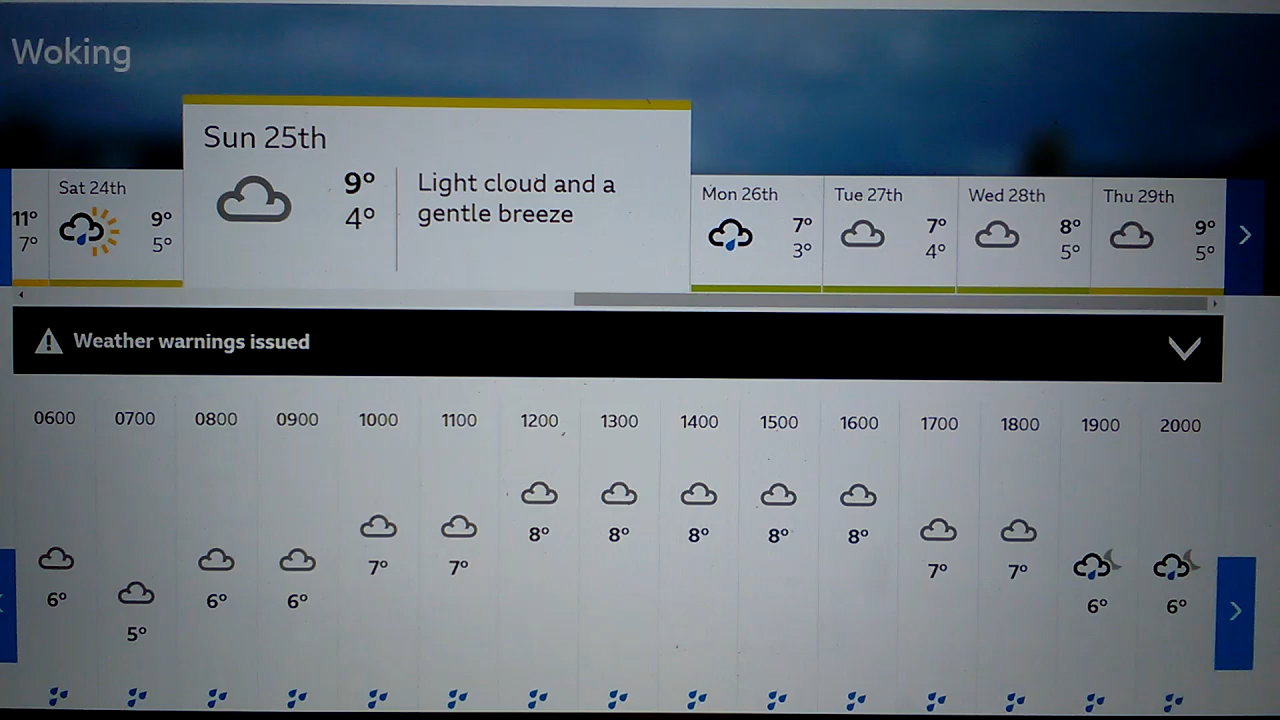 Woking
11°
7°
Sat 24th
9°
5°
Sun 25th
9°
4°
Light cloud and a
gentle breeze
Mon 26th
7°
3°
Tue 27th
7°
4°
Wed 28th
8°
5°
Thu 29th
9°
5°
Weather warnings issued
0600 0700 0800 0900 1000 1100 1200 1300 1400 1500 1600 1700 1800 1900 2000
6° 5° 6° 6° 7° 7° 8° 8° 8° 8° 8° 7° 7° 6° 6°